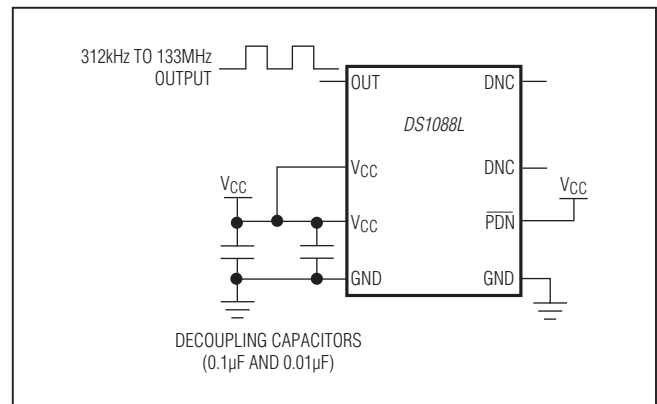 312kHz TO 133MHz
OUTPUT
OUT
DNC
DS1088L
VCC
DNC
VCC
VCC
VCC
PDN
GND
GND
DECOUPLING CAPACITORS
(0.1µF AND 0.01µF)